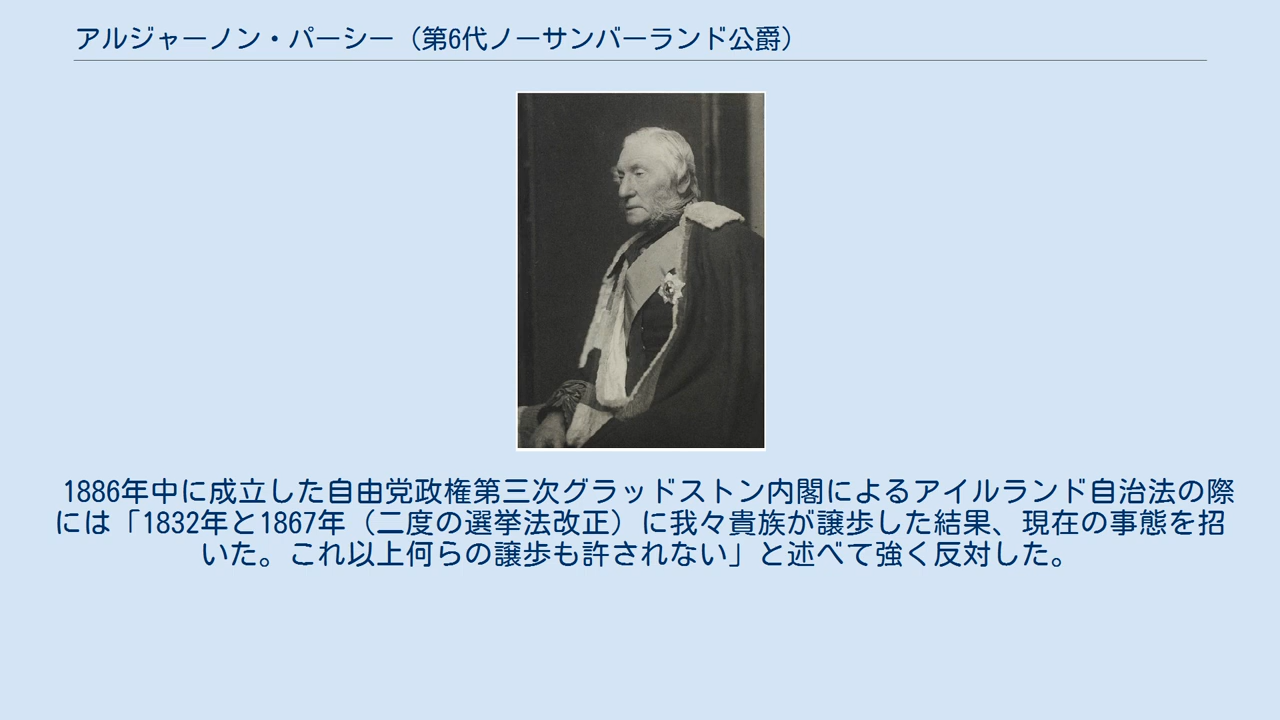 アルジャーノン・パーシー（第6代ノーサンバーランド公爵）
1886年中に成立した自由党政権第三次グラッドストン内閣によるアイルランド自治法の際
には「1832年と1867年（二度の選挙法改正）に我々貴族が譲歩した結果、現在の事態を招
いた。これ以上何らの譲歩も許されない」と述べて強く反対した。